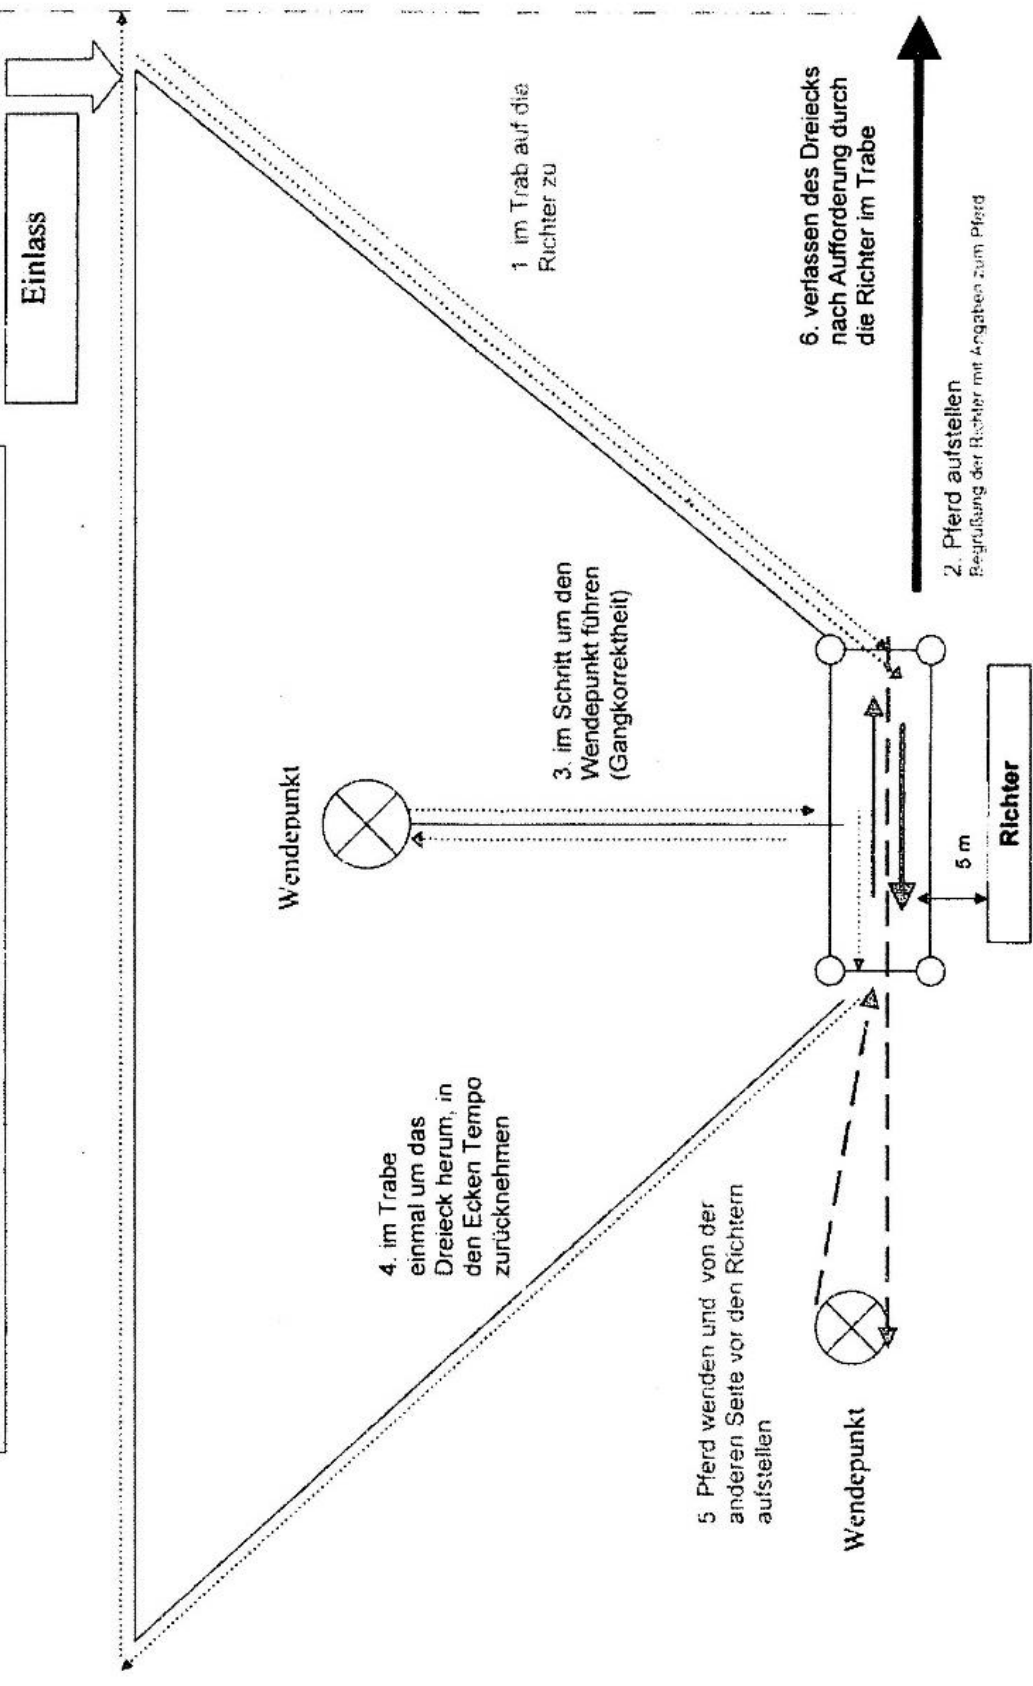 Einlass
1 im Trab auf die
Richter zu
6. verlassen des Dreiecks
nach Aufforderung durch
die Richter im Trabe
2. Pferd aufstellen
Begrüßung der Richter mit Angaben zum Pferd
Wendepunkt
3. im Schritt um den
Wendepunkt führen
(Gangkorrektheit)
5 m
Richter
4. im Trabe
einmal um das
Dreieck herum, in
den Ecken Tempo
zurücknehmen
5 Pferd wenden und von der
anderen Seite vor den Richtern
aufstellen
Wendepunkt